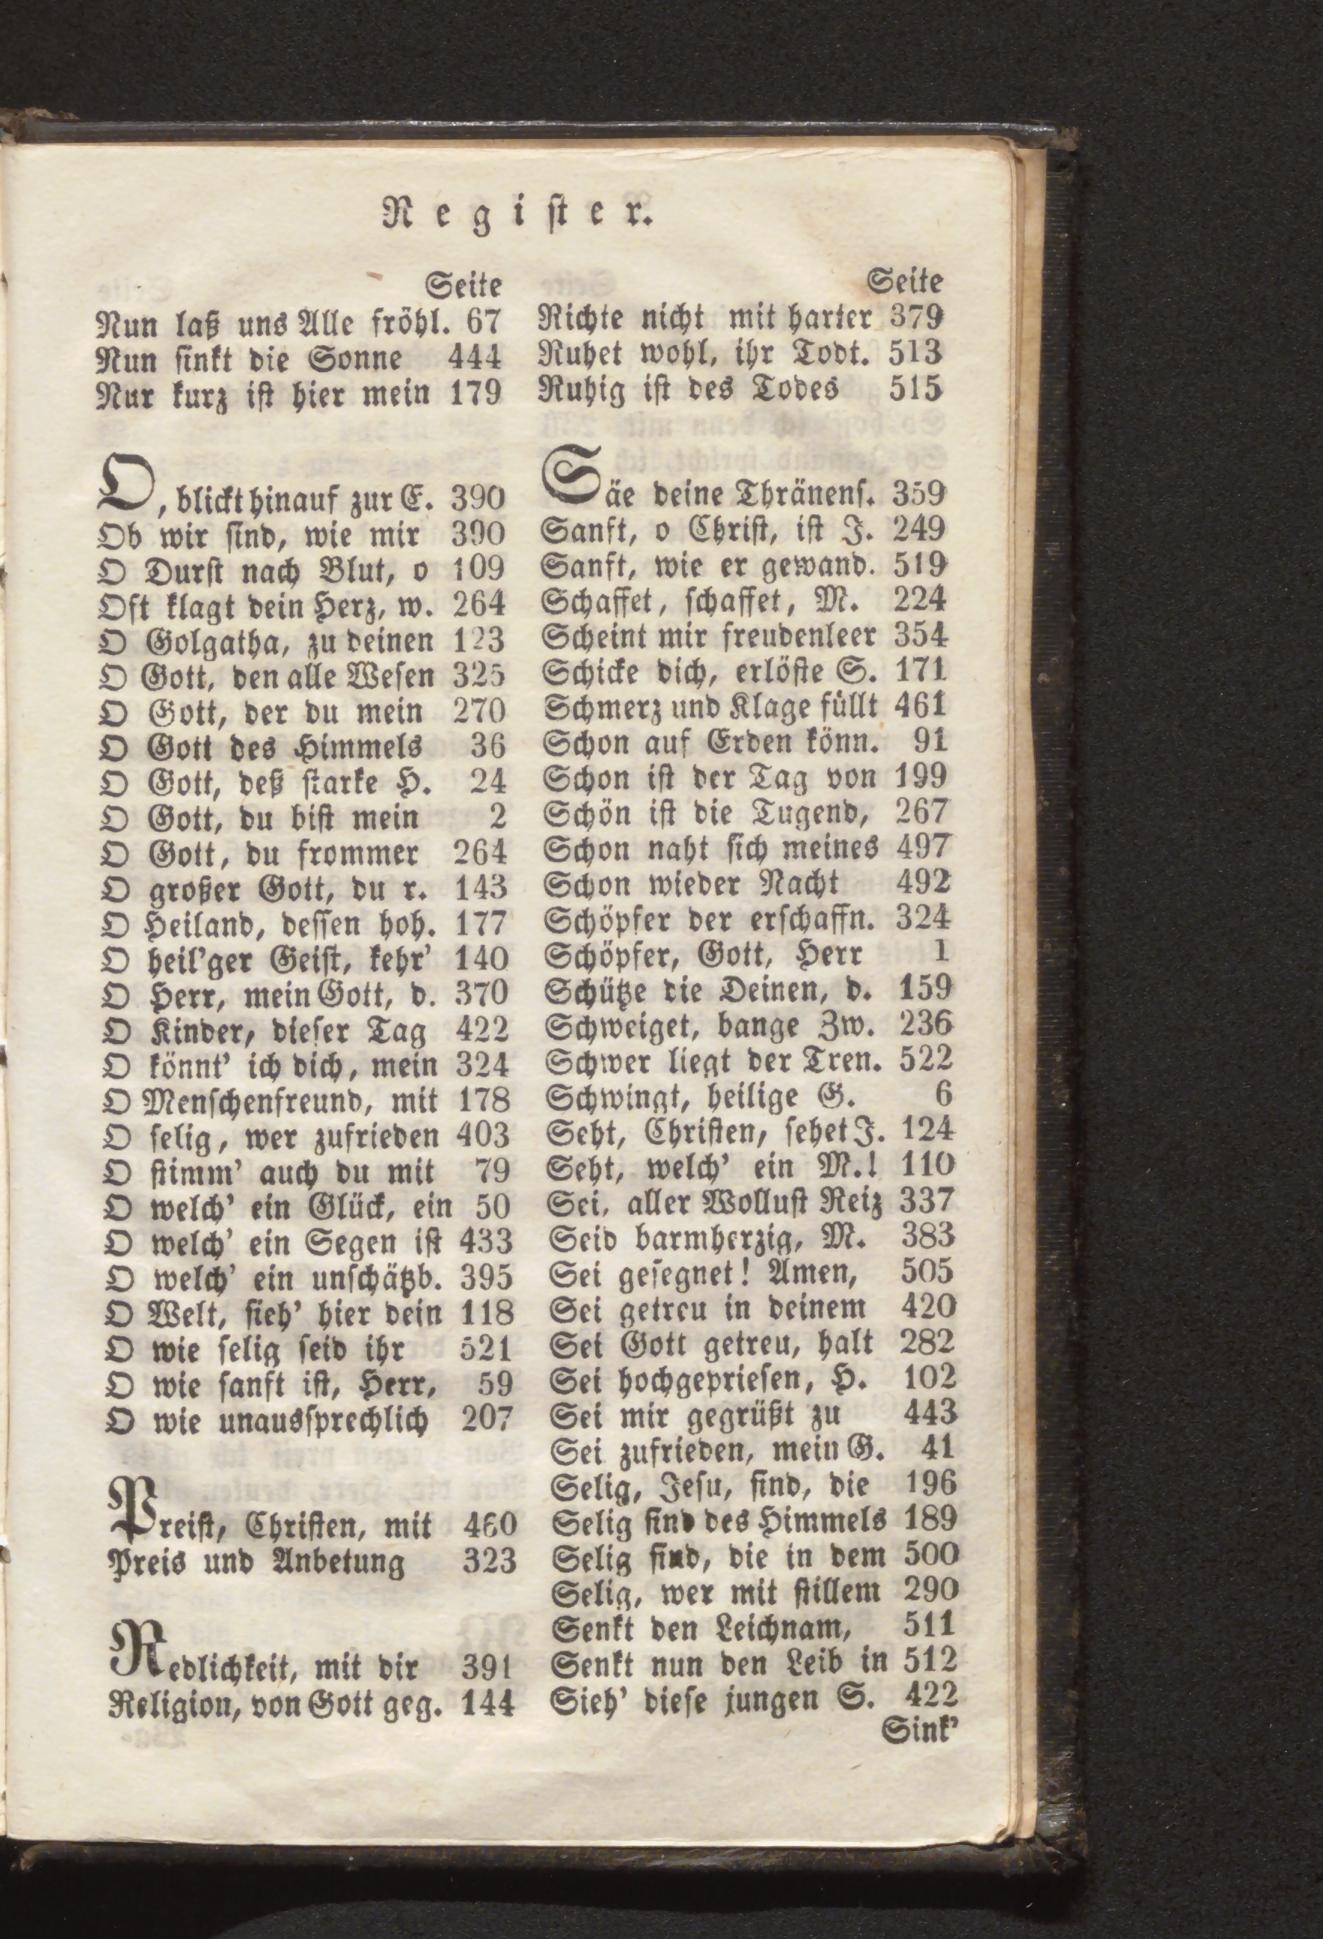 Register.
Seite
Nun laß uns Alle fröhl. 67
Nun sinkt die Sonne 444
Nur kurz ist hier mein 179
O, blickt hinauf zur E. 390
Ob wir sind, wie mir 390
O Durst nach Blut, o 109
Oft klagt dein Herz, w. 264
O Golgatha, zu deinen 123
O Gott, den alle Wesen 325
O Gott, der du mein 270
O Gott des Himmels 36
O Gott, deß starke H. 24
O Gott, du bist mein 2
O Gott, du frommer 264
O großer Gott, du r. 143
O Heiland, dessen hoh. 177
O heil'ger Geist, kehr' 140
O Herr, mein Gott, d. 370
O Kinder, dieser Tag 422
O könnt' ich dich, mein 324
O Menschenfreund, mit 178
O selig, wer zufrieden 403
O stimm' auch du mit 79
O welch' ein Glück, ein 50
O welch' ein Segen ist 433
O welch' ein unschätzb. 395
O Welt, sieh' hier dein 118
O wie selig seid ihr 521
O wie sanft ist, Herr, 59
O wie unaussprechlich 207
Preist, Christen, mit 460
Preis und Anbetung 323
Redlichkeit, mit dir 391
Religion, von Gott geg. 144
Seite
Richte nicht mit harter 379
Ruhet wohl, ihr Todt. 513
Ruhig ist des Todes 515
Säe deine Thränens. 359
Sanft, o Christ, ist J. 249
Sanft, wie er gewand. 519
Schaffet, schaffet, M. 224
Scheint mir freudenleer 354
Schicke dich, erlöste S. 171
Schmerz und Klage füllt 461
Schon auf Erden könn. 91
Schon ist der Tag von 199
Schön ist die Tugend, 267
Schon naht sich meines 497
Schon wieder Nacht 492
Schöpfer der erschaffn. 324
Schöpfer, Gott, Herr 1
Schütze die Deinen, d. 159
Schweiget, bange Zw. 236
Schwer liegt der Tren. 522
Schwingt, heilige G. 6
Seht, Christen, sehet J. 124
Seht, welch' ein M.! 110
Sei, aller Wollust Reiz 337
Seid barmherzig, M. 383
Sei gesegnet! Amen, 505
Sei getreu in deinem 420
Sei Gott getreu, halt 282
Sei hochgepriesen, H. 102
Sei mir gegrüßt zu 443
Sei zufrieden, mein G. 41
Selig, Jesu, sind, die 196
Selig sind des Himmels 189
Selig sind, die in dem 500
Selig, wer mit stillem 290
Senkt den Leichnam, 511
Senkt nun den Leib in 512
Sieh' diese jungen S. 422
Sink'